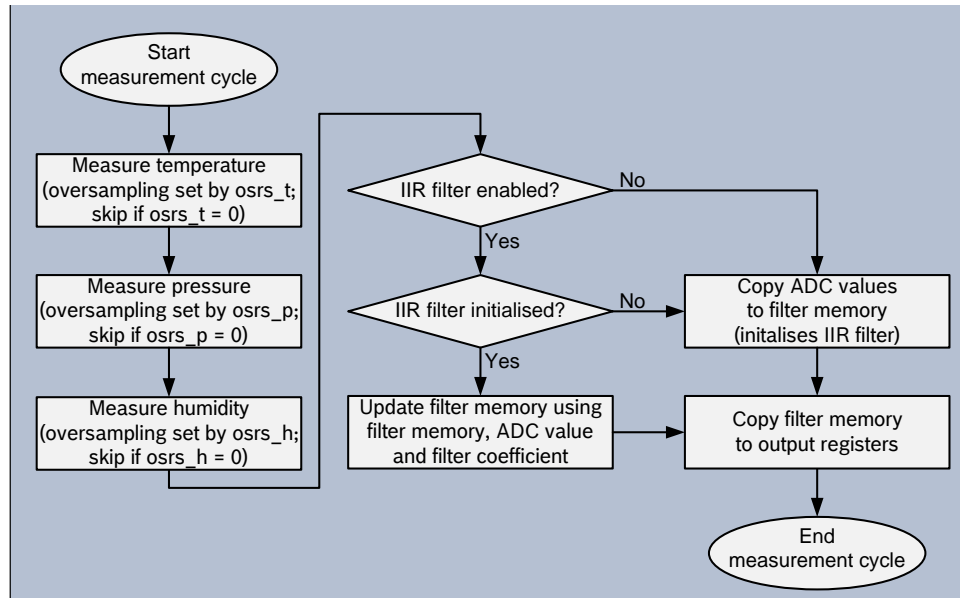 Start
measurement cycle
Measure temperature
(oversampling set by osrs_t;
skip if osrs_t = 0)
Measure pressure
(oversampling set by osrs_p;
skip if osrs_p = 0)
Measure humidity
(oversampling set by osrs_h;
skip if osrs_h = 0)
IIR filter enabled?
No
Yes
IIR filter initialised?
No
Yes
Update filter memory using
filter memory, ADC value
and filter coefficient
Copy ADC values
to filter memory
(initalises IIR filter)
Copy filter memory
to output registers
End
measurement cycle